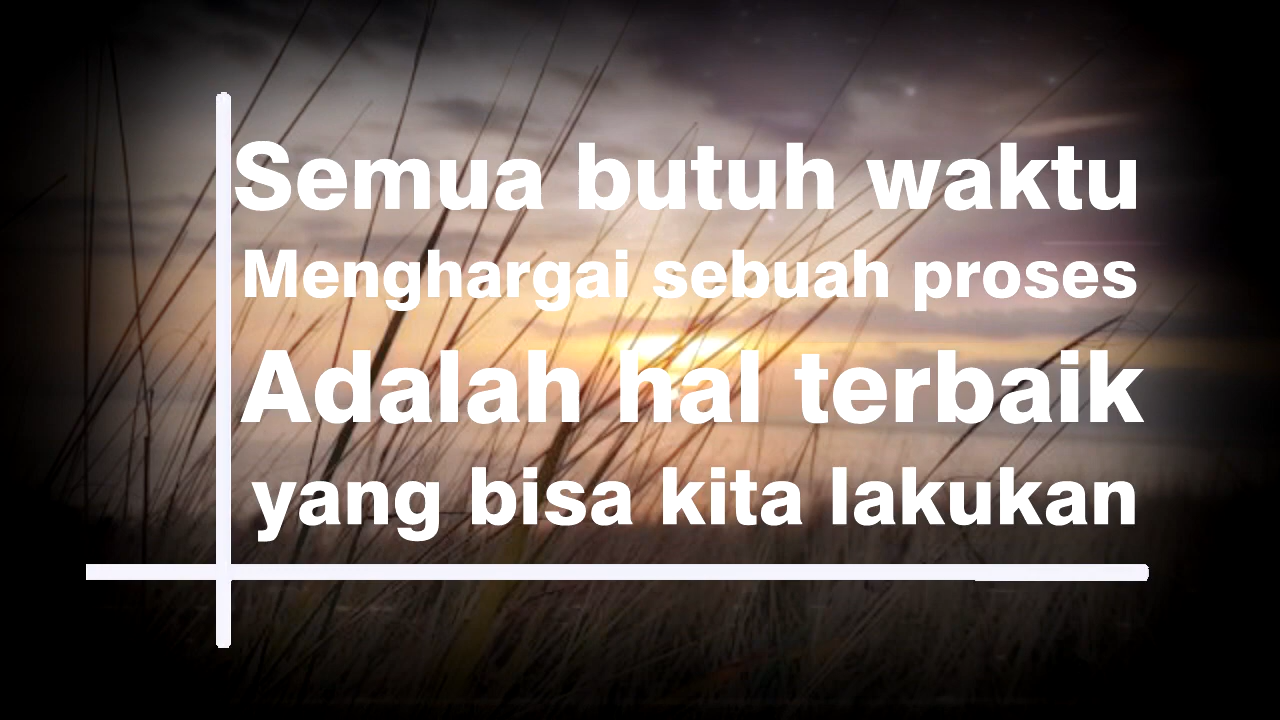 Semua butuh waktu
Menghargai sebuah proses
Adalah hal terbaik
yang bisa kita lakukan